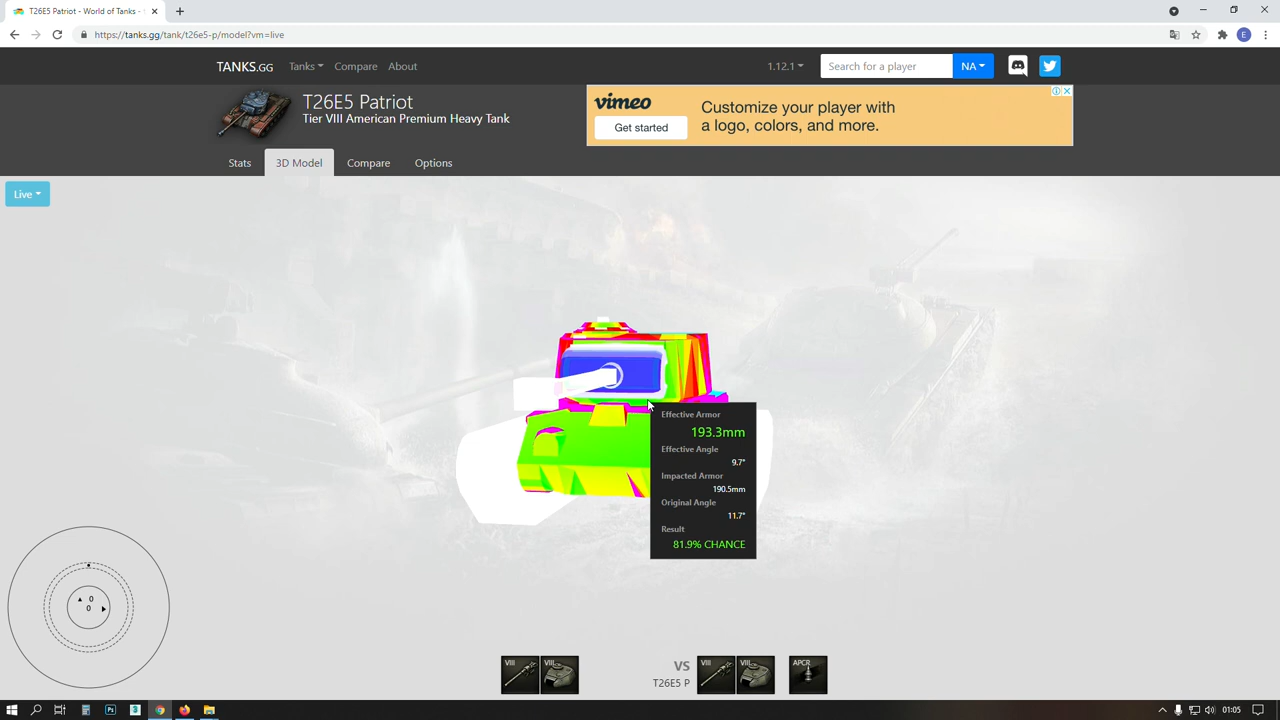 T26E5 Patriot - World of Tanks -
https://tanks.gg/tank/t26e5-p/model?vm=live
E
TANKS.GG
Tanks
Compare
About
1.12.1
Search for a player
NA
T26E5 Patriot
Tier VIII American Premium Heavy Tank
vimeo
Get started
Customize your player with
a logo, colors, and more.
Stats
3D Model
Compare
Options
Live
Effective Armor
193.3mm
Effective Angle
9.7°
Impacted Armor
190.5mm
Original Angle
11.7°
Result
81.9% CHANCE
0
0
VIII
VIII
VS
T26E5 P
VIII
VIII
APCR
Ps
3
01:05